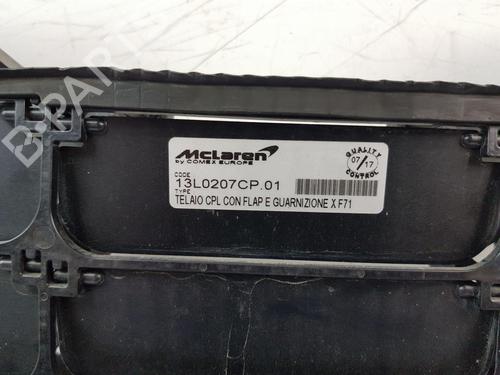 B-PARTS
McLaren
by COMEX EUROPE
CODE
13L0207CP.01
TYPE
TELAIO CPL CON FLAP E GUARNIZIONE X F71
QUALITY
07/17
CONTROL